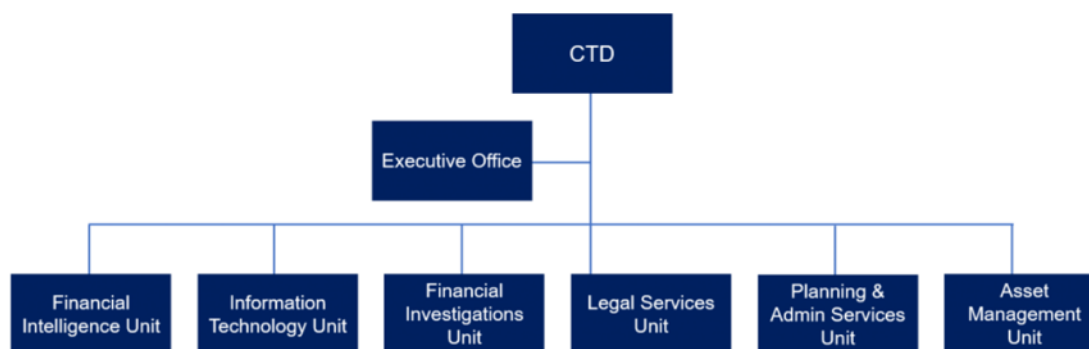 CTD
Executive Office
Financial
Intelligence Unit
Information
Technology Unit
Financial
Investigations
Unit
Legal Services
Unit
Planning &
Admin Services
Unit
Asset
Management
Unit